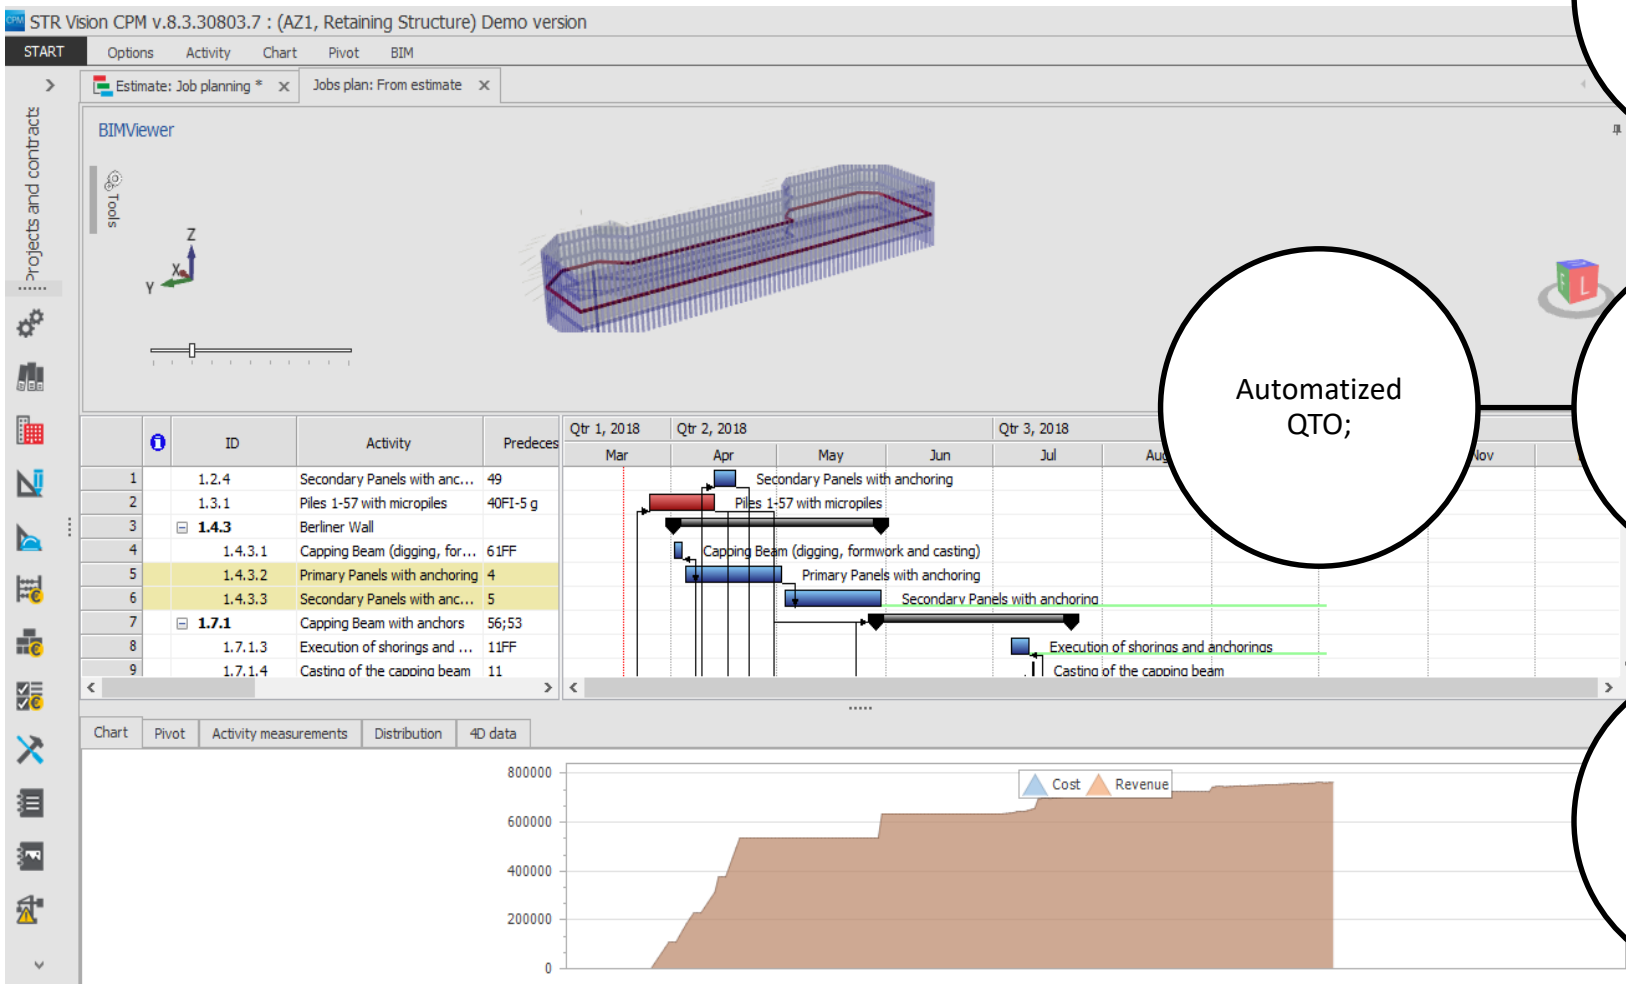 STR Vision CPM v.8.3.30803.7 : (AZ1, Retaining Structure) Demo version
START Options Activity Chart Pivot BIM
Estimate: Job planning * Jobs plan: From estimate
Projects and contracts
BIMViewer
Tools
Z
X
Y
F L
Automatized
QTO;
ID Activity Predeces
Qtr 1, 2018 Qtr 2, 2018 Qtr 3, 2018
Mar Apr May Jun Jul Aug Nov
1 1.2.4 Secondary Panels with anc... 49 Secondary Panels with anchoring
2 1.3.1 Piles 1-57 with micropiles 40FI-5 g Piles 1-57 with micropiles
3 1.4.3 Berliner Wall
4 1.4.3.1 Capping Beam (digging, for... 61FF Capping Beam (digging, formwork and casting)
5 1.4.3.2 Primary Panels with anchoring 4 Primary Panels with anchoring
6 1.4.3.3 Secondary Panels with anc... 5 Secondary Panels with anchoring
7 1.7.1 Capping Beam with anchors 56;53
8 1.7.1.3 Execution of shorings and ... 11FF Execution of shorings and anchorings
9 1.7.1.4 Casting of the capping beam 11 Casting of the capping beam
Chart Pivot Activity measurements Distribution 4D data
Cost Revenue
800000
600000
400000
200000
0